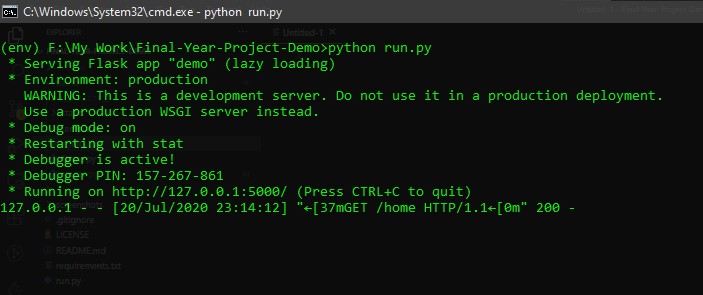 C:\Windows\System32\cmd.exe - python  run.py
(env) F:\My Work\Final-Year-Project-Demo>python run.py
 * Serving Flask app "demo" (lazy loading)
 * Environment: production
   WARNING: This is a development server. Do not use it in a production deployment.
   Use a production WSGI server instead.
 * Debug mode: on
 * Restarting with stat
 * Debugger is active!
 * Debugger PIN: 157-267-861
 * Running on http://127.0.0.1:5000/ (Press CTRL+C to quit)
127.0.0.1 - - [20/Jul/2020 23:14:12] "←[37mGET /home HTTP/1.1←[0m" 200 -
.gitignore
LICENSE
README.md
requirements.txt
run.py